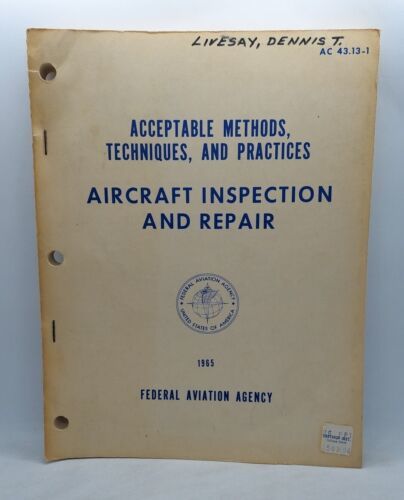 LIVESAY, DENNIS T.
AC 43.13-1
ACCEPTABLE METHODS,
TECHNIQUES, AND PRACTICES
AIRCRAFT INSPECTION
AND REPAIR
FEDERAL AVIATION AGENCY
UNITED STATES OF AMERICA
1965
FEDERAL AVIATION AGENCY